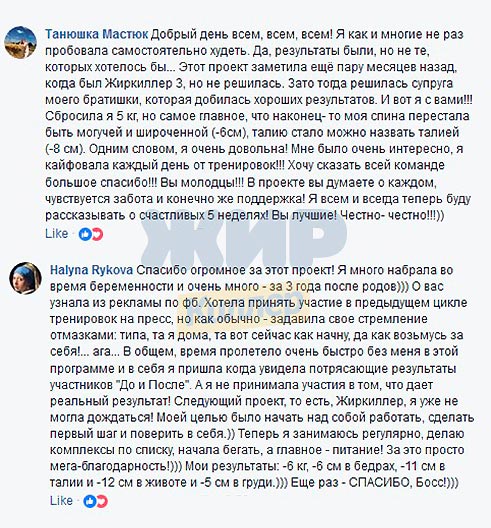 Танюшка Мастюк Добрый день всем, всем, всем! Я как и многие не раз
пробовала самостоятельно худеть. Да, результаты были, но не те,
которых хотелось бы... Этот проект заметила ещё пару месяцев назад,
когда был Жиркиллер 3, но не решилась. Зато тогда решилась супруга
моего братишки, которая добилась хороших результатов. И вот я с вами!!!
Сбросила я 5 кг, но самое главное, что наконец- то моя спина перестала
быть могучей и широченной (-6см), талию стало можно назвать талией
(-8 см). Одним словом, я очень довольна! Мне было очень интересно, я
кайфовала каждый день от тренировок!!! Хочу сказать всей команде
большое спасибо!!! Вы молодцы!!! В проекте вы думаете о каждом,
чувствуется забота и конечно же поддержка! Я всем и всегда теперь буду
рассказывать о счастливых 5 неделях! Вы лучшие! Честно- честно!!!))
Like ·
ЖИР
киллер
Halyna Rykova Спасибо огромное за этот проект! Я много набрала во
время беременности и очень много - за 3 года после родов))) О вас
узнала из рекламы по фб. Хотела принять участие в предыдущем цикле
тренировок на пресс, но как обычно - задавила свое стремление
отмазками: типа, та я дома, та вот сейчас как начну, да как возьмусь за
себя!... ага... В общем, время пролетело очень быстро без меня в этой
программе и в себя я пришла когда увидела потрясающие результаты
участников "До и После". А я не принимала участия в том, что дает
реальный результат! Следующий проект, то есть, Жиркиллер, я уже не
могла дождаться! Моей целью было начать над собой работать, сделать
первый шаг и поверить в себя.)) Теперь я занимаюсь регулярно, делаю
комплексы по списку, начала бегать, а главное - питание! За это просто
мега-благодарность!))) Мои результаты: -6 кг, -6 см в бедрах, -11 см в
талии и -12 см в животе и -5 см в груди.))) Еще раз - СПАСИБО, Босс!)))
Like ·